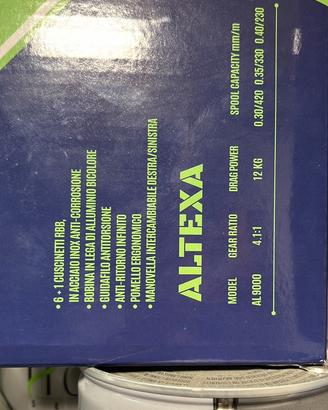 • 6 + 1 CUSCINETTI RBB,
IN ACCIAIO INOX ANTI-CORROSIONE
• BOBINA IN LEGA DI ALLUMINIO BICOLORE
• GUIDAFILO ANTITORSIONE
• ANTI-RITORNO INFINITO
• POMELLO ERGONOMICO
• MANOVELLA INTERCAMBIABILE DESTRA/SINISTRA
ALTEXA
MODEL GEAR RATIO DRAG POWER SPOOL CAPACITY mm/m
AL9000 4.1:1 12 KG 0.30/420 0.35/330 0.40/230